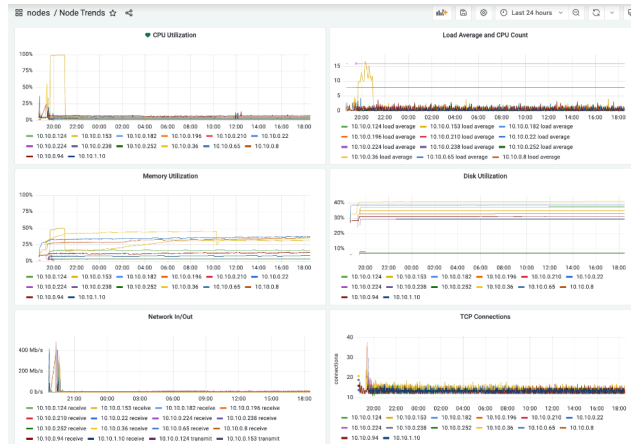 nodes / Node Trends
Last 24 hours
CPU Utilization
100%
75%
50%
25%
0%
20:00 22:00 00:00 02:00 04:00 06:00 08:00 10:00 12:00 14:00 16:00 18:00
10.10.0.124 10.10.0.153 10.10.0.182 10.10.0.196 10.10.0.210 10.10.0.22
10.10.0.224 10.10.0.238 10.10.0.252 10.10.0.36 10.10.0.65 10.10.0.8
10.10.0.94 10.10.1.10
Load Average and CPU Count
15
10
5
0
20:00 22:00 00:00 02:00 04:00 06:00 08:00 10:00 12:00 14:00 16:00 18:00
10.10.0.124 load average 10.10.0.153 load average 10.10.0.182 load average
10.10.0.196 load average 10.10.0.210 load average 10.10.0.22 load average
10.10.0.224 load average 10.10.0.238 load average 10.10.0.252 load average
10.10.0.36 load average 10.10.0.65 load average 10.10.0.8 load average
Memory Utilization
100%
75%
50%
25%
0%
20:00 22:00 00:00 02:00 04:00 06:00 08:00 10:00 12:00 14:00 16:00 18:00
10.10.0.124 10.10.0.153 10.10.0.182 10.10.0.196 10.10.0.210 10.10.0.22
10.10.0.224 10.10.0.238 10.10.0.252 10.10.0.36 10.10.0.65 10.10.0.8
10.10.0.94 10.10.1.10
Disk Utilization
40%
30%
20%
10%
20:00 22:00 00:00 02:00 04:00 06:00 08:00 10:00 12:00 14:00 16:00 18:00
10.10.0.124 10.10.0.153 10.10.0.182 10.10.0.196 10.10.0.210 10.10.0.22
10.10.0.224 10.10.0.238 10.10.0.252 10.10.0.36 10.10.0.65 10.10.0.8
10.10.0.94 10.10.1.10
Network In/Out
400 Mb/s
200 Mb/s
0 b/s
21:00 00:00 03:00 06:00 09:00 12:00 15:00 18:00
10.10.0.124 receive 10.10.0.153 receive 10.10.0.182 receive 10.10.0.196 receive
10.10.0.210 receive 10.10.0.22 receive 10.10.0.224 receive 10.10.0.238 receive
10.10.0.252 receive 10.10.0.36 receive 10.10.0.65 receive 10.10.0.8 receive
10.10.0.94 receive 10.10.1.10 receive 10.10.0.124 transmit 10.10.0.153 transmit
TCP Connections
connections
40
30
20
10
20:00 22:00 00:00 02:00 04:00 06:00 08:00 10:00 12:00 14:00 16:00 18:00
10.10.0.124 10.10.0.153 10.10.0.182 10.10.0.196 10.10.0.210 10.10.0.22
10.10.0.224 10.10.0.238 10.10.0.252 10.10.0.36 10.10.0.65 10.10.0.8
10.10.0.94 10.10.1.10